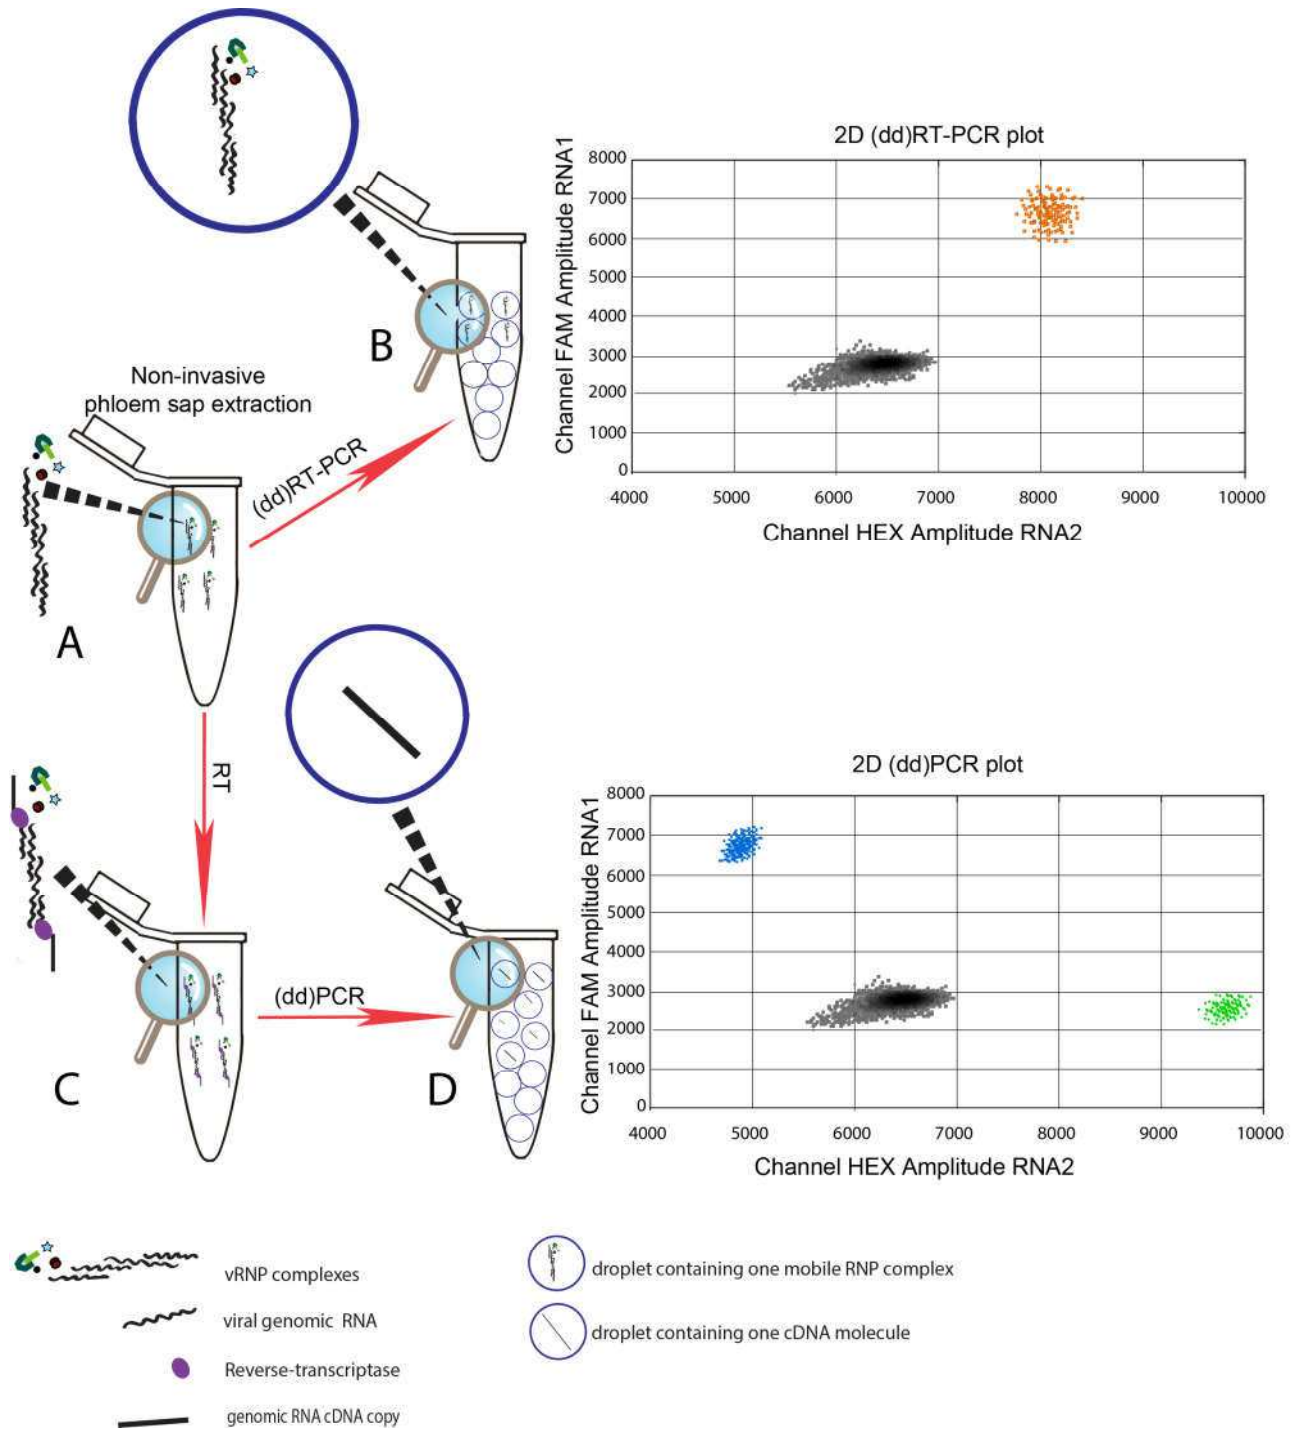 2D (dd)RT-PCR plot
Channel FAM Amplitude RNA1
8000
7000
6000
5000
4000
3000
2000
1000
0
4000 5000 6000 7000 8000 9000 10000
Channel HEX Amplitude RNA2
B
Non-invasive
phloem sap extraction
(dd)RT-PCR
A
RT
2D (dd)PCR plot
Channel FAM Amplitude RNA1
8000
7000
6000
5000
4000
3000
2000
1000
0
4000 5000 6000 7000 8000 9000 10000
Channel HEX Amplitude RNA2
(dd)PCR
C
D
vRNP complexes
viral genomic RNA
Reverse-transcriptase
genomic RNA cDNA copy
droplet containing one mobile RNP complex
droplet containing one cDNA molecule